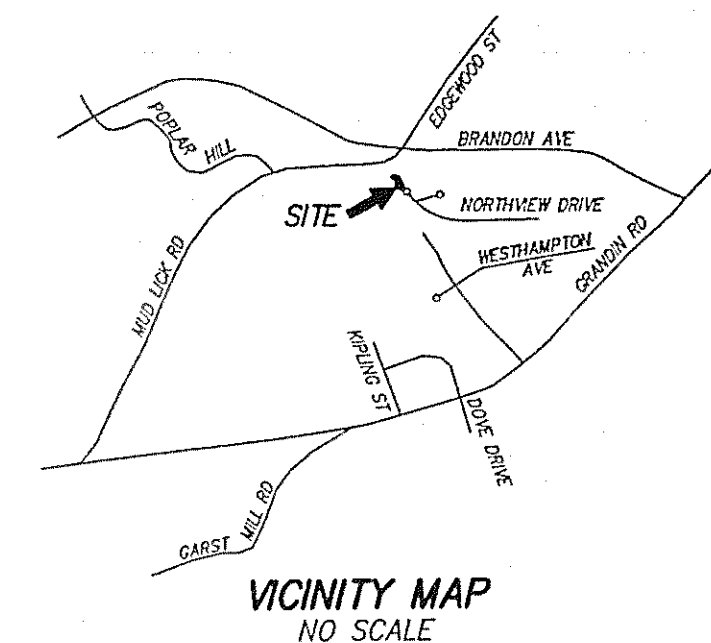 EDGEWOOD ST
POPLAR HILL
BRANDON AVE
SITE
NORTHVIEW DRIVE
WESTHAMPTON
AVE
GRANDIN RD
MUD LICK RD
KIPLING ST
DOVE DRIVE
GARST MILL RD
VICINITY MAP
NO SCALE